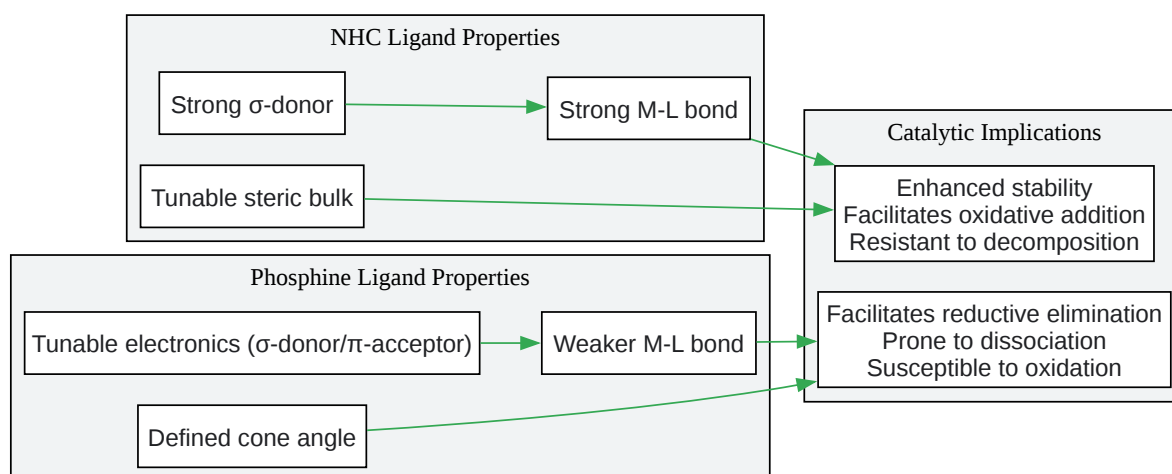 NHC Ligand Properties
Strong σ-donor
Strong M-L bond
Tunable steric bulk
Catalytic Implications
Enhanced stability
Facilitates oxidative addition
Resistant to decomposition
Phosphine Ligand Properties
Tunable electronics (σ-donor/π-acceptor)
Weaker M-L bond
Defined cone angle
Facilitates reductive elimination
Prone to dissociation
Susceptible to oxidation